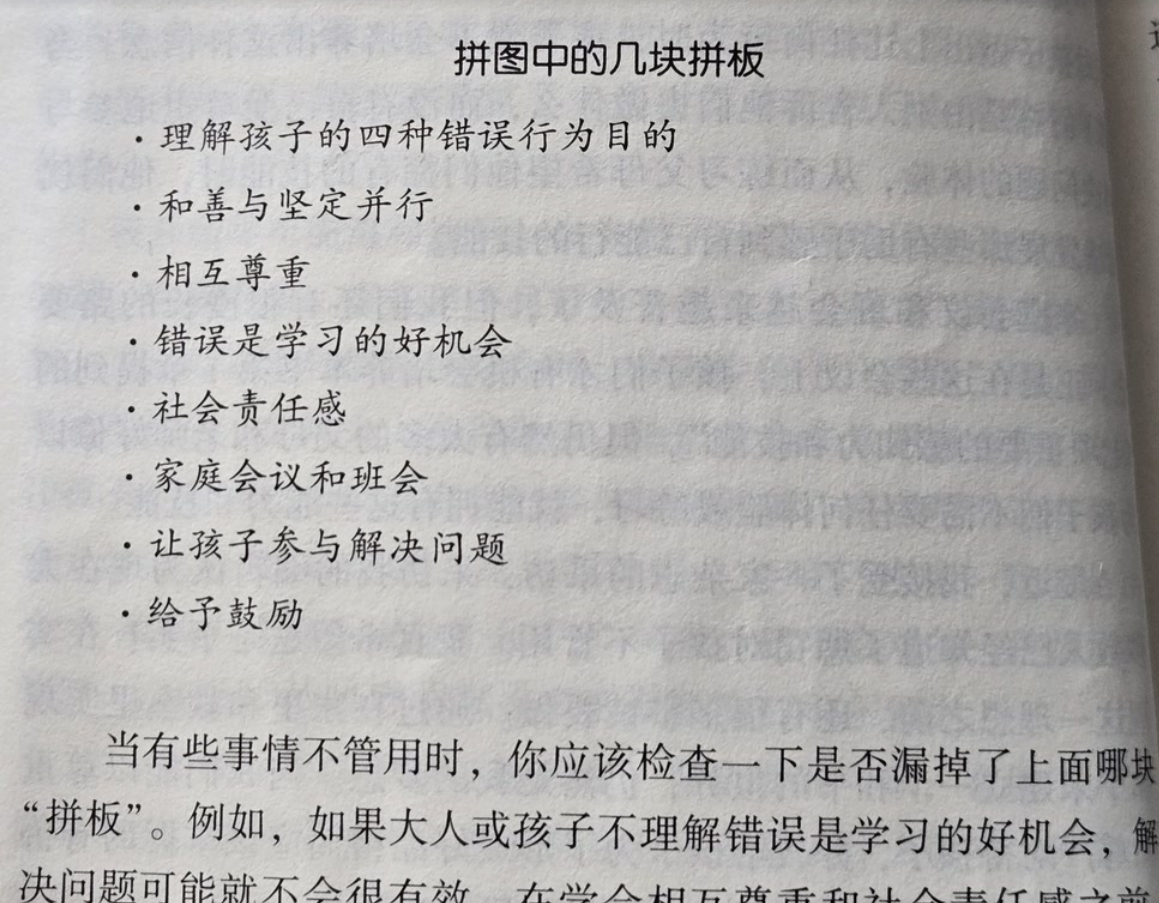 拼图中的几块拼板
·理解孩子的四种错误行为目的
·和善与坚定并行
·相互尊重
·错误是学习的好机会
·社会责任感
·家庭会议和班会
·让孩子参与解决问题
·给予鼓励
当有些事情不管用时，你应该检查一下是否漏掉了上面哪块
“拼板”。例如，如果大人或孩子不理解错误是学习的好机会，解
决问题可能就不会很有效。在学会相互尊重和社会责任感之前